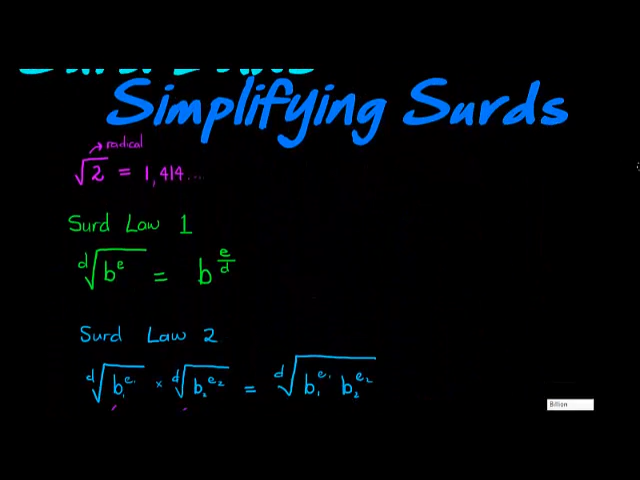 Simplifying Surds
radical
√2 = 1,414...
Surd Law 1
ᵈ√bᵉ = b^(e/d)
Surd Law 2
ᵈ√b₁^e₁ × ᵈ√b₂^e₂ = ᵈ√b₁^e₁ b₂^e₂
Billion